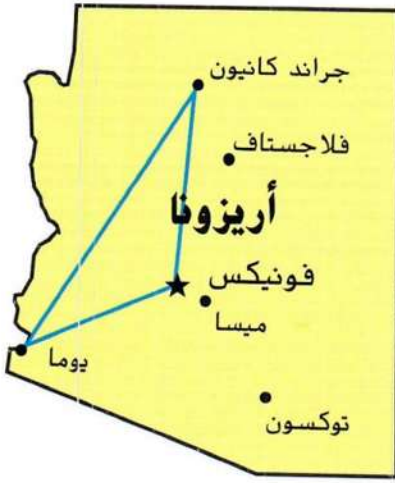 جراند كانيون
فلاجستاف
أريزونا
فونيكس
ميسا
يوما
توكسون